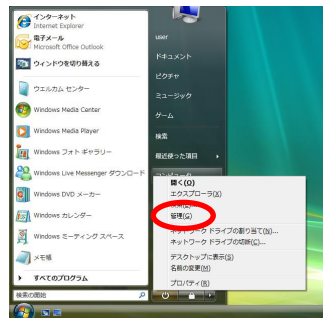 インターネット
Internet Explorer
電子メール
Microsoft Office Outlook
ウィンドウを切り替える
ウエルカム センター
Windows Media Center
Windows Media Player
Windows フォト ギャラリー
Windows Live Messenger ダウンロード
Windows DVD メーカー
Windows カレンダー
Windows ミーティング スペース
メモ帳
すべてのプログラム
検索の開始
user
ドキュメント
ピクチャ
ミュージック
ゲーム
検索
最近使った項目
コンピュータ
開く(O)
エクスプローラ(X)
管理(G)
ネットワーク ドライブの割り当て(N)...
ネットワーク ドライブの切断(C)...
デスクトップに表示(S)
名前の変更(M)
プロパティ(R)